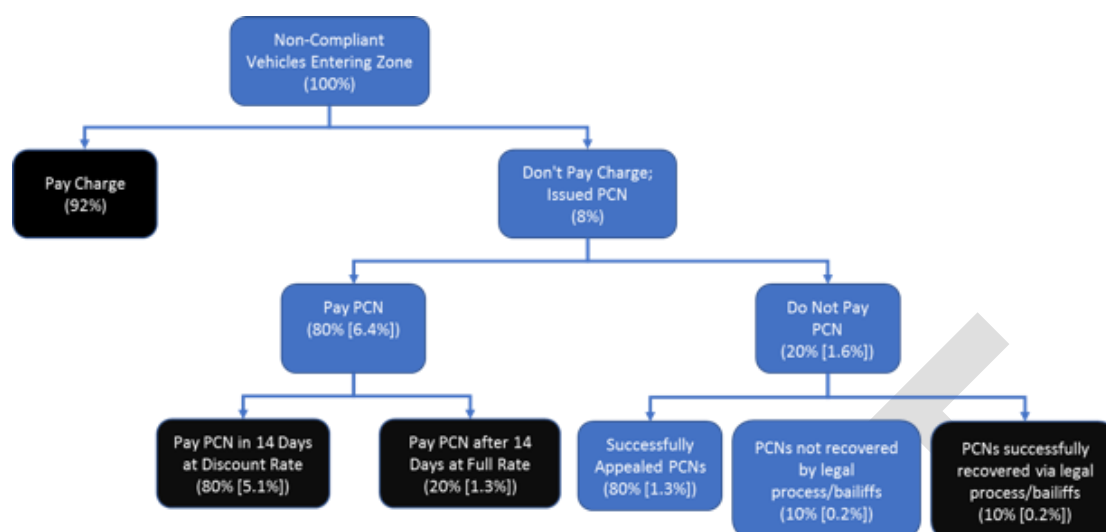 Non-Compliant
Vehicles Entering Zone
(100%)
Pay Charge
(92%)
Don't Pay Charge;
Issued PCN
(8%)
Pay PCN
(80% [6.4%])
Do Not Pay
PCN
(20% [1.6%])
Pay PCN in 14 Days
at Discount Rate
(80% [5.1%])
Pay PCN after 14
Days at Full Rate
(20% [1.3%])
Successfully
Appealed PCNs
(80% [1.3%])
PCNs not recovered
by legal
process/bailiffs
(10% [0.2%])
PCNs successfully
recovered via legal
process/bailiffs
(10% [0.2%])